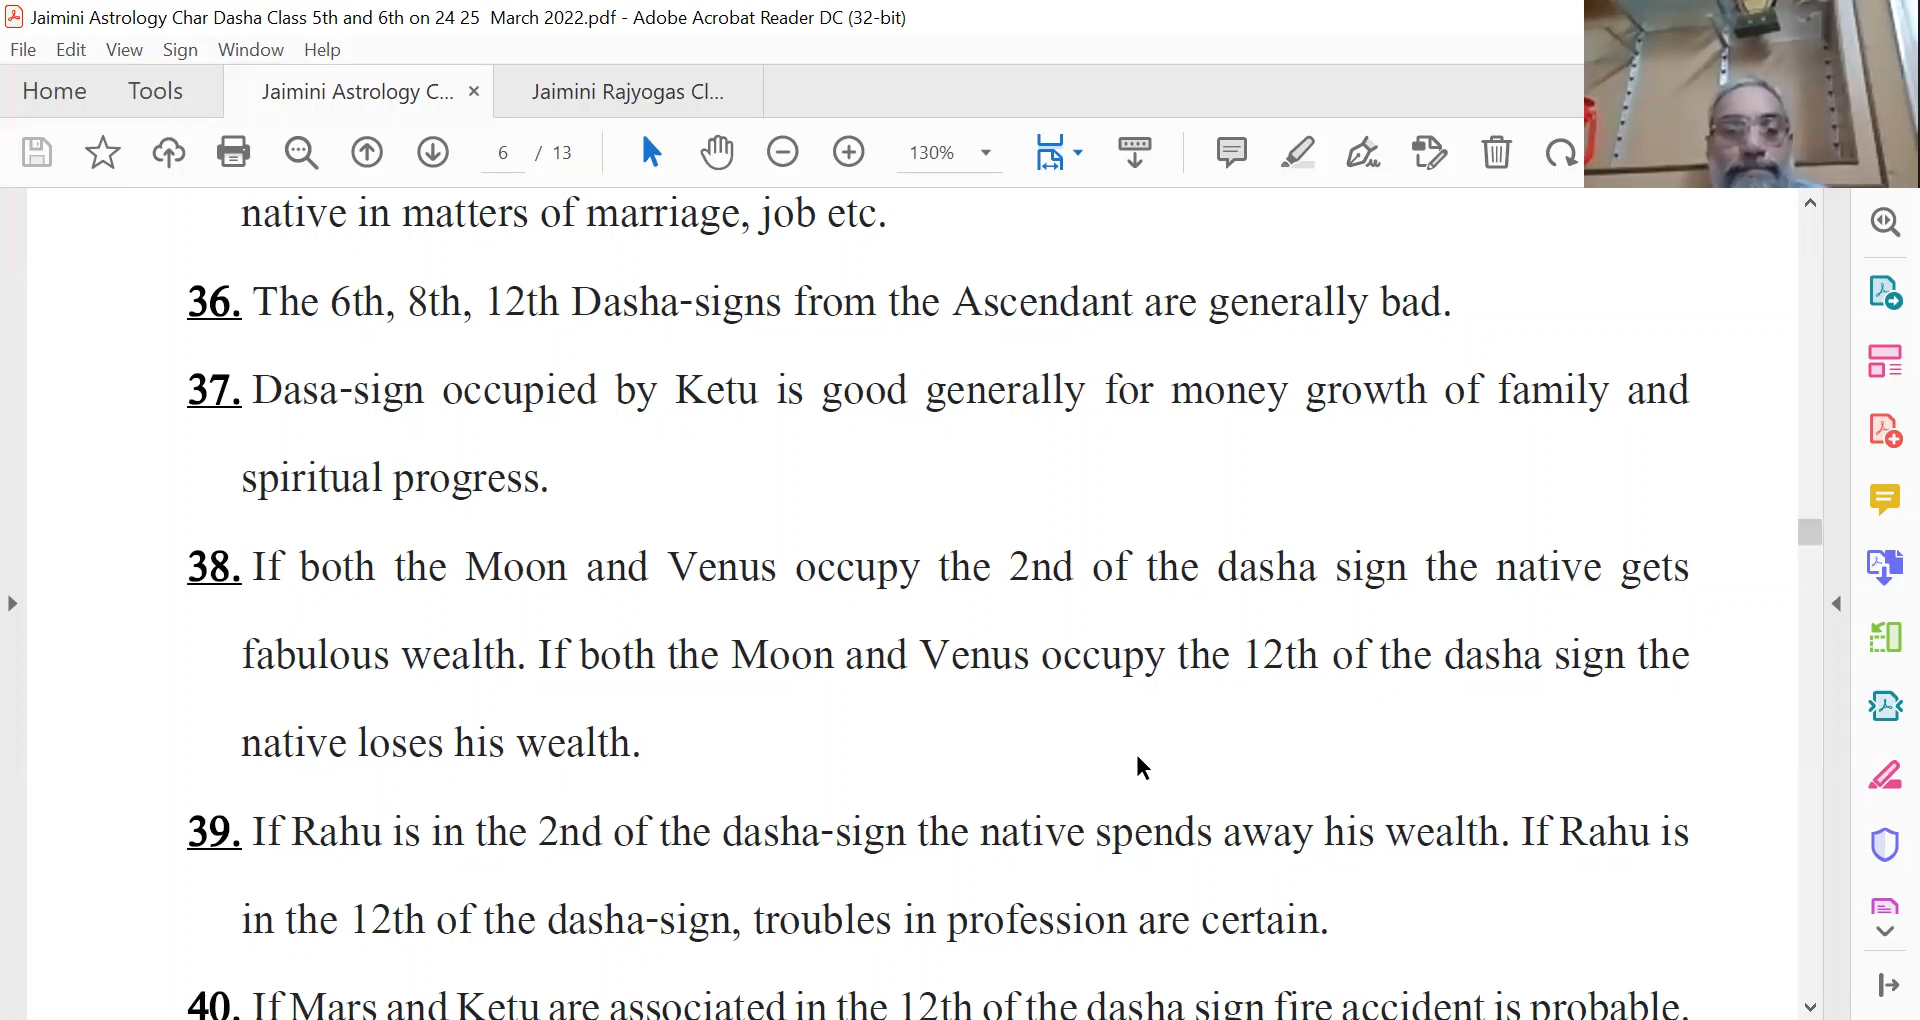 Jaimini Astrology Char Dasha Class 5th and 6th on 24 25 March 2022.pdf - Adobe Acrobat Reader DC (32-bit)
File Edit View Sign Window Help
Home Tools Jaimini Astrology C... × Jaimini Rajyogas Cl...
6 / 13 130%
native in matters of marriage, job etc.
36. The 6th, 8th, 12th Dasha-signs from the Ascendant are generally bad.
37. Dasa-sign occupied by Ketu is good generally for money growth of family and
spiritual progress.
38. If both the Moon and Venus occupy the 2nd of the dasha sign the native gets
fabulous wealth. If both the Moon and Venus occupy the 12th of the dasha sign the
native loses his wealth.
39. If Rahu is in the 2nd of the dasha-sign the native spends away his wealth. If Rahu is
in the 12th of the dasha-sign, troubles in profession are certain.
40. If Mars and Ketu are associated in the 12th of the dasha sign fire accident is probable.